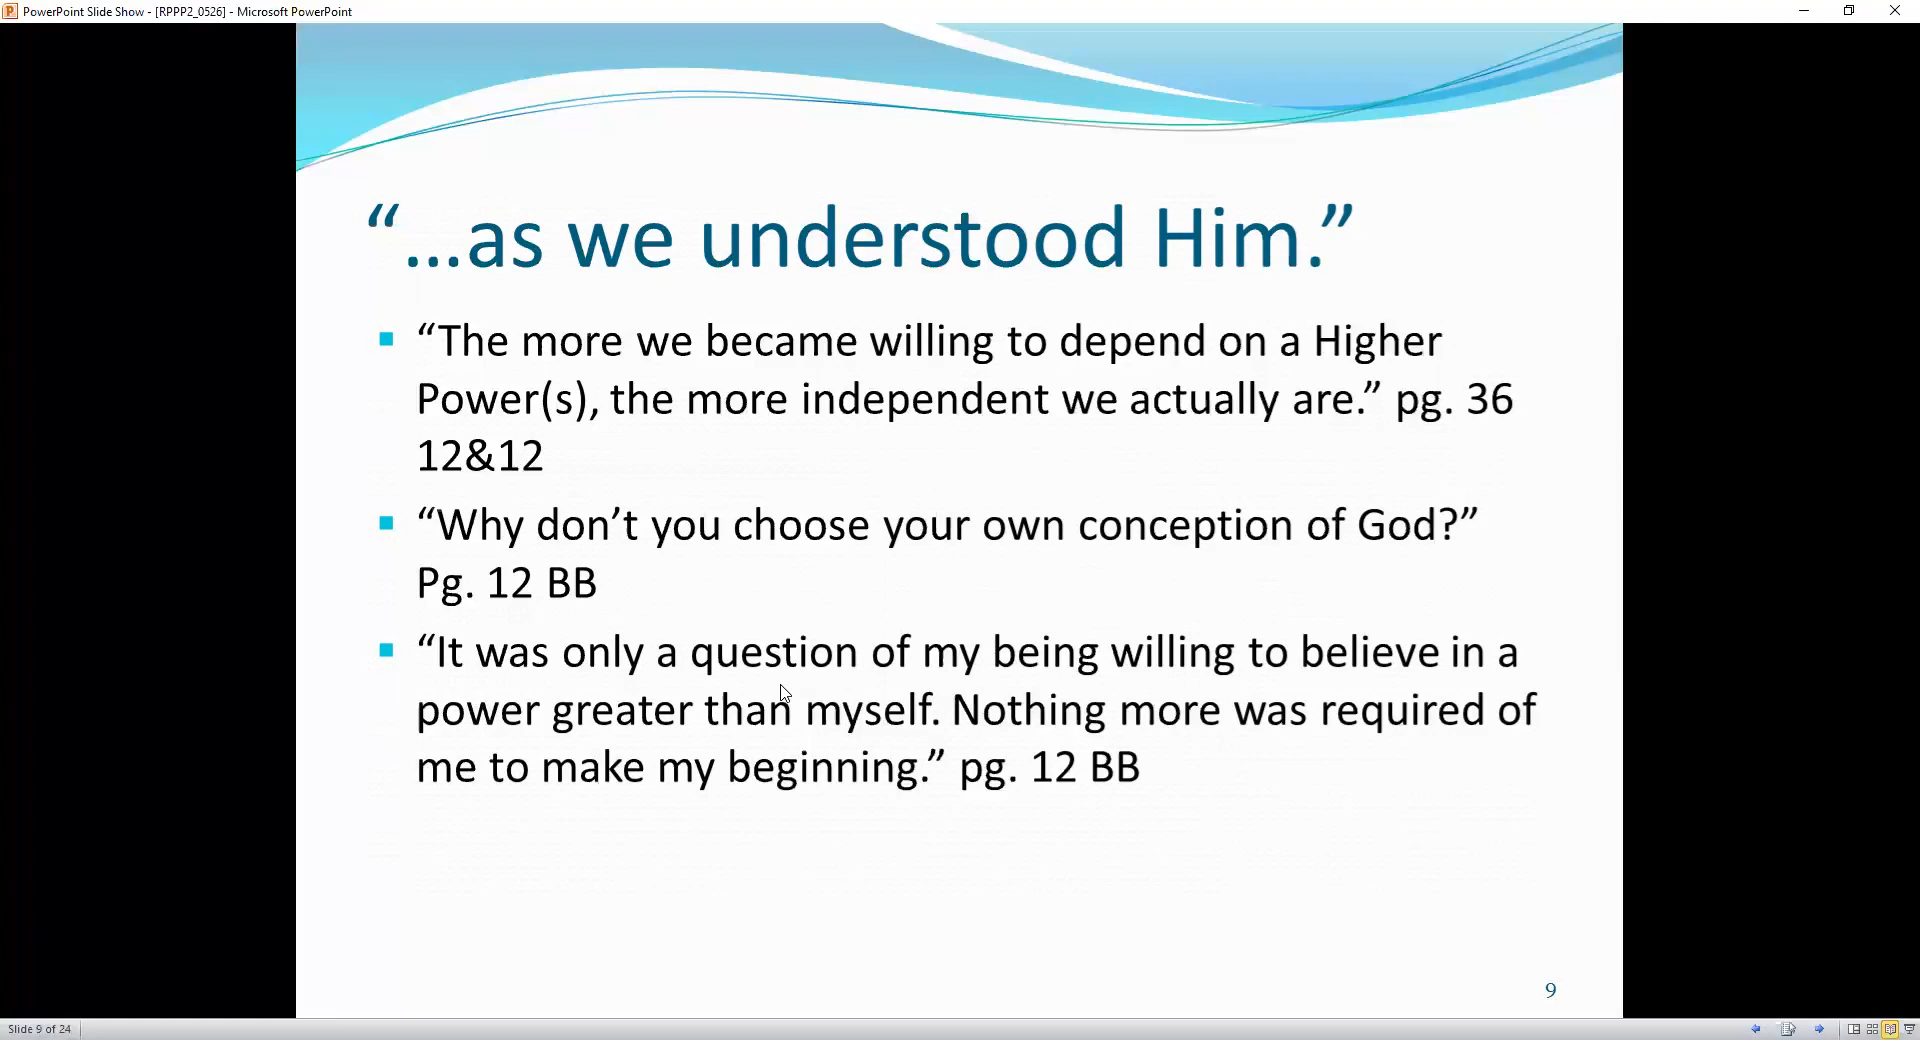 PowerPoint Slide Show - [RPPP2_0526] - Microsoft PowerPoint
“...as we understood Him.”
“The more we became willing to depend on a Higher
Power(s), the more independent we actually are.” pg. 36
12&12
“Why don’t you choose your own conception of God?”
Pg. 12 BB
“It was only a question of my being willing to believe in a
power greater than myself. Nothing more was required of
me to make my beginning.” pg. 12 BB
9
Slide 9 of 24